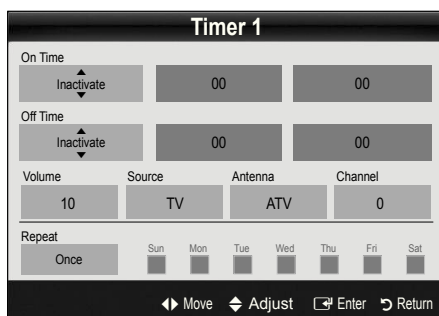 Timer 1
On Time
Inactivate 00 00
Off Time
Inactivate 00 00
Volume Source Antenna Channel
10 TV ATV 0
Repeat
Once Sun Mon Tue Wed Thu Fri Sat
Move Adjust Enter Return